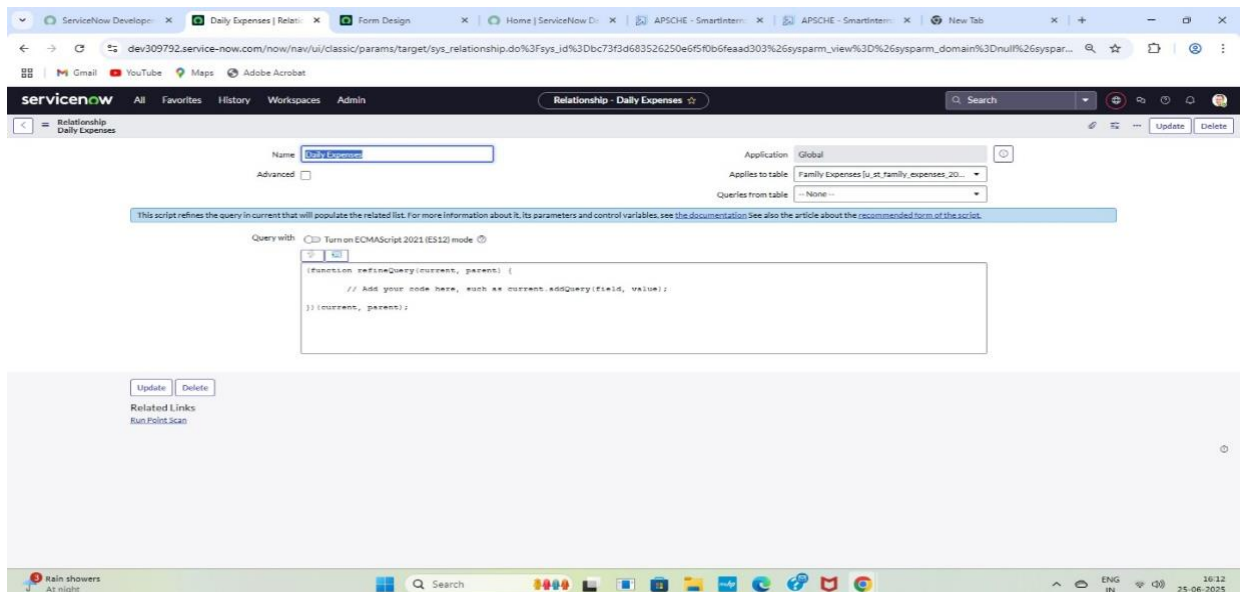 ServiceNow Develope
Daily Expenses | Relati
Form Design
Home | ServiceNow D
APSCHE - SmartIntern
APSCHE - SmartIntern
New Tab
dev309792.service-now.com/now/nav/ui/classic/params/target/sys_relationship.do%3Fsys_id%3Dbc73f3d683526250e6f5f0b6feaad303%26sysparm_view%3D%26sysparm_domain%3Dnull%26syspar...
Gmail YouTube Maps Adobe Acrobat
servicenow All Favorites History Workspaces Admin
Relationship - Daily Expenses
Search
Relationship
Daily Expenses
Update Delete
Name Daily Expenses
Application Global
Advanced
Applies to table Family Expenses [u_st_family_expenses_20...
Queries from table -- None --
This script refines the query in current that will populate the related list. For more information about it, its parameters and control variables, see the documentation See also the article about the recommended form of the script.
Query with Turn on ECMAScript 2021 (ES12) mode
(function refineQuery(current, parent) {
// Add your code here, such as current.addQuery(field, value);
})(current, parent);
Update Delete
Related Links
Run Point Scan
3
Rain showers
At night
Search
ENG
IN
16:12
25-06-2025